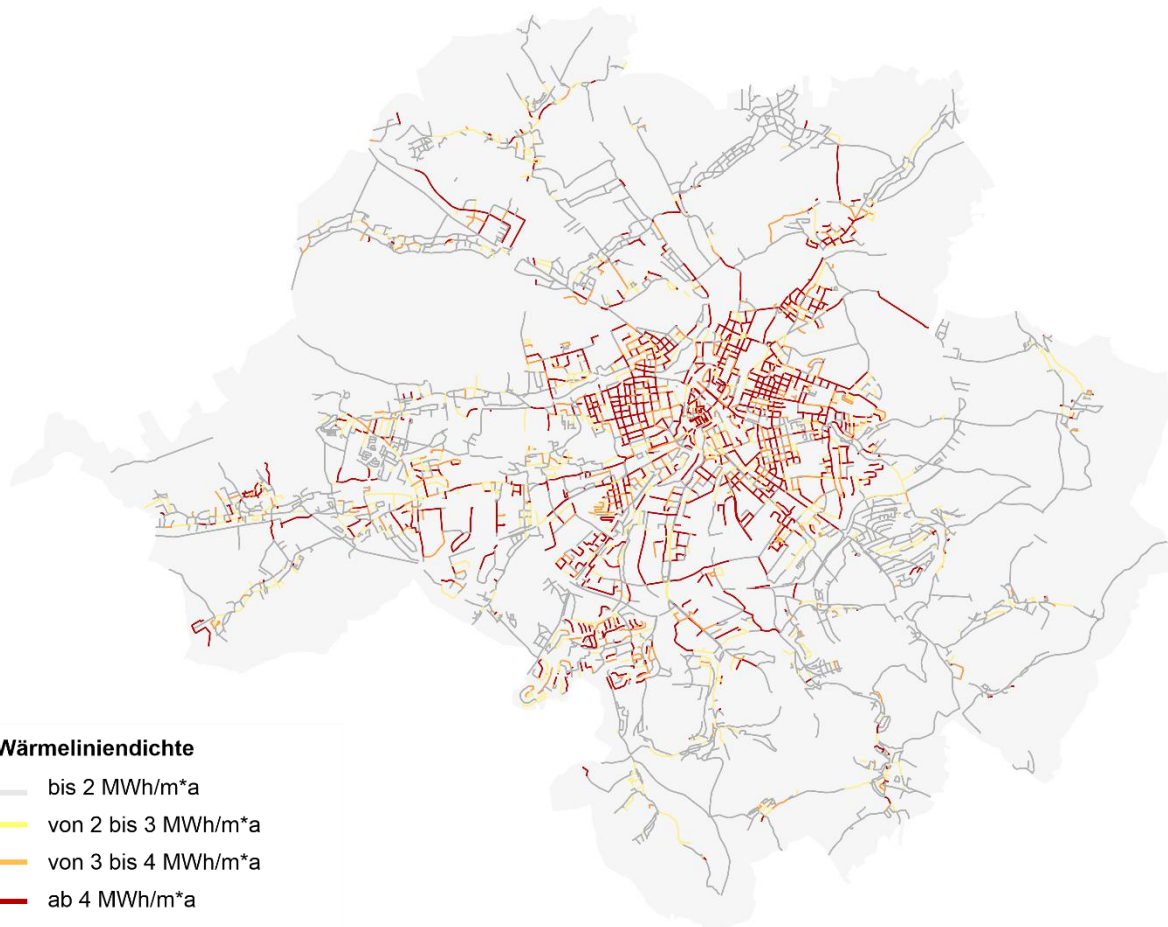 Wärmeliniendichte
bis 2 MWh/m*a
von 2 bis 3 MWh/m*a
von 3 bis 4 MWh/m*a
ab 4 MWh/m*a